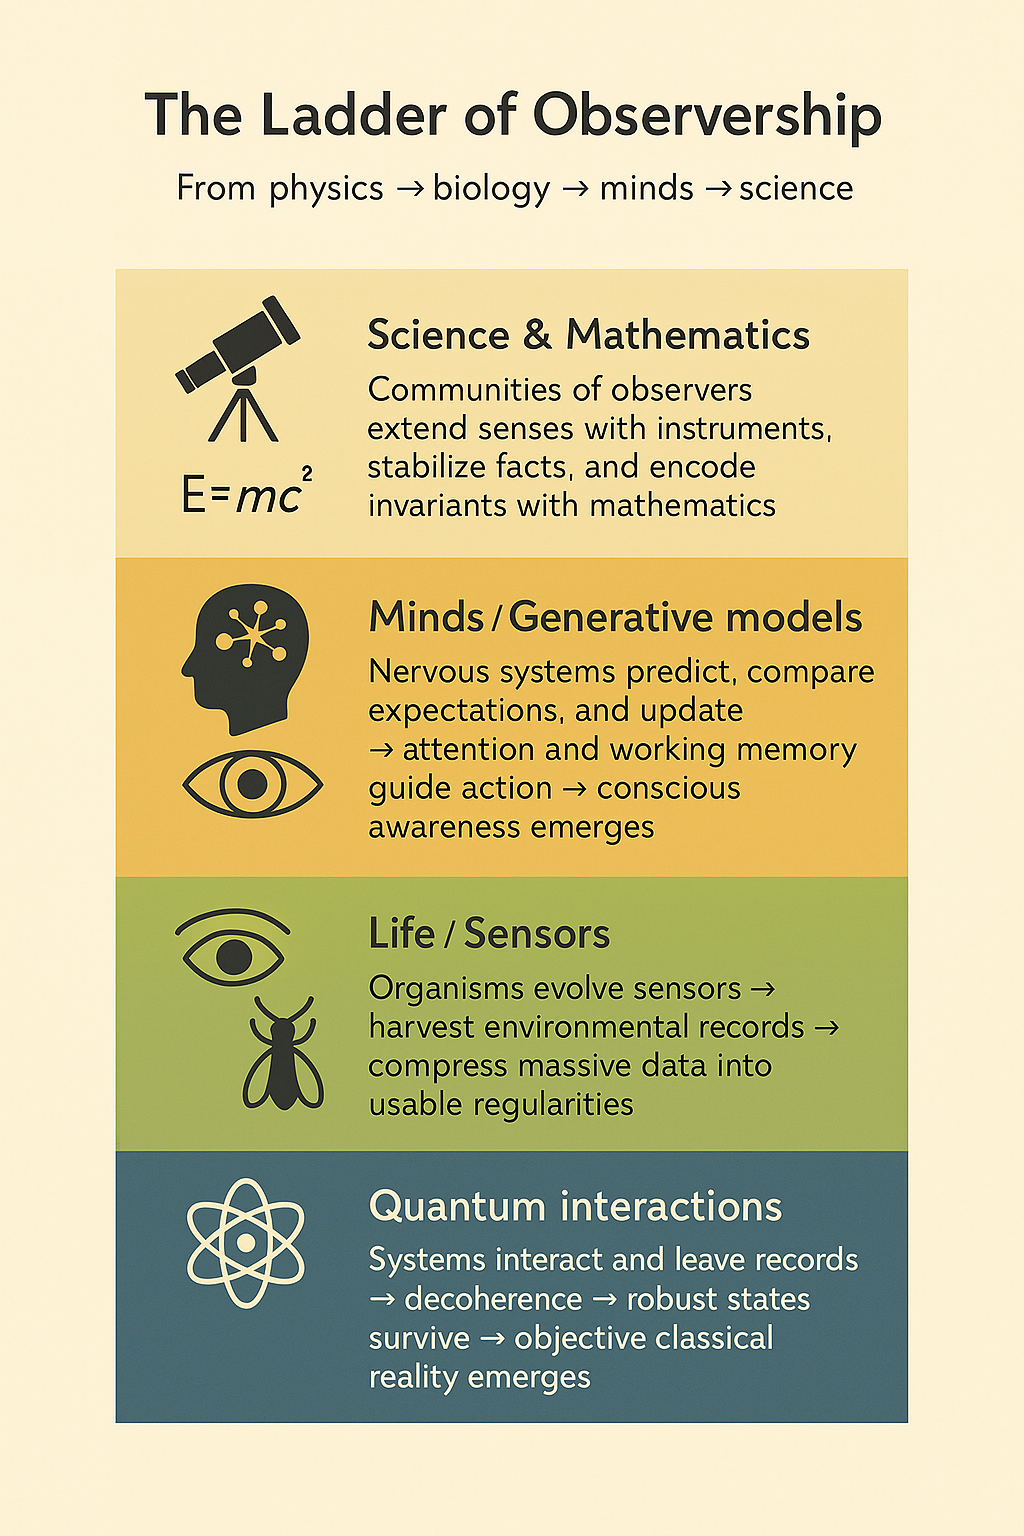 The Ladder of Observership
From physics → biology → minds → science
Science & Mathematics
Communities of observers
extend senses with instruments,
stabilize facts, and encode
invariants with mathematics
E=mc²
Minds / Generative models
Nervous systems predict, compare
expectations, and update
→ attention and working memory
guide action → conscious
awareness emerges
Life / Sensors
Organisms evolve sensors →
harvest environmental records →
compress massive data into
usable regularities
Quantum interactions
Systems interact and leave records
→ decoherence → robust states
survive → objective classical
reality emerges